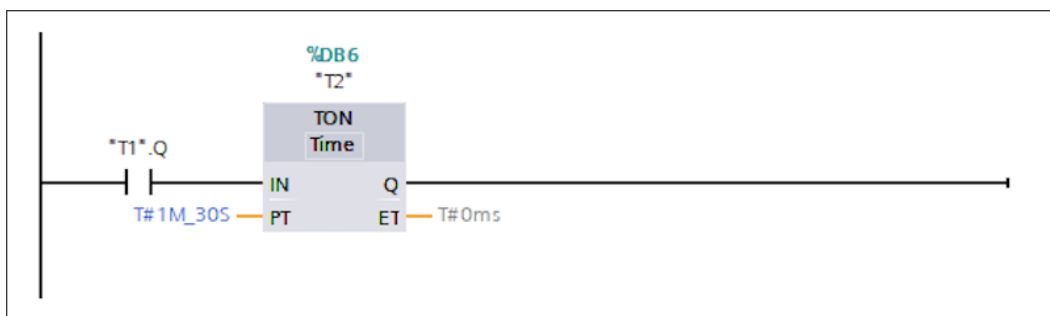 %DB6
"T2"
TON
Time
"T1".Q
IN Q
T#1M_30S PT ET T#0ms